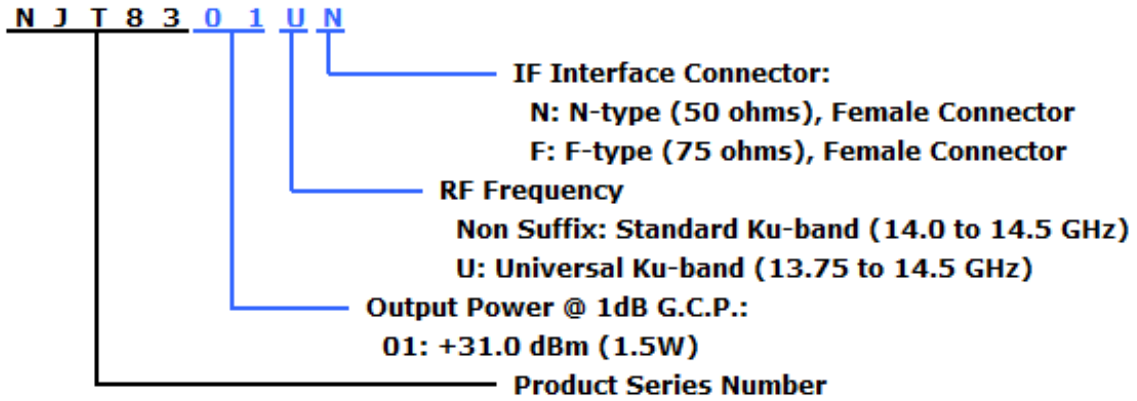 N J T 8 3 0 1 U N
IF Interface Connector:
N: N-type (50 ohms), Female Connector
F: F-type (75 ohms), Female Connector
RF Frequency
Non Suffix: Standard Ku-band (14.0 to 14.5 GHz)
U: Universal Ku-band (13.75 to 14.5 GHz)
Output Power @ 1dB G.C.P.:
01: +31.0 dBm (1.5W)
Product Series Number